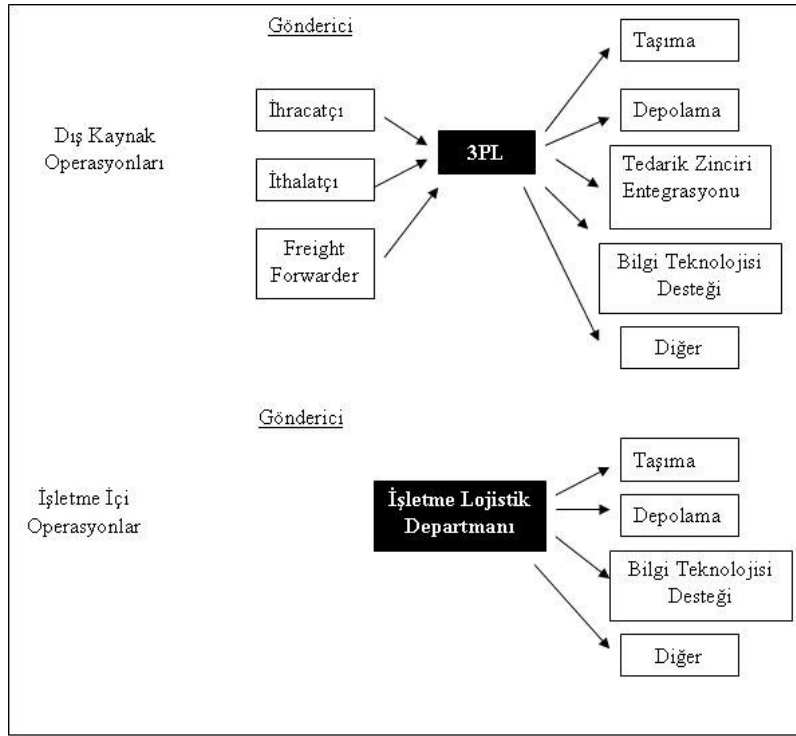 Gönderici
Taşıma
İhracatçı
Depolama
Dış Kaynak
Operasyonları
3PL
Tedarik Zinciri
Entegrasyonu
İthalatçı
Freight
Forwarder
Bilgi Teknolojisi
Desteği
Diğer
Gönderici
Taşıma
İşletme İçi
Operasyonlar
İşletme Lojistik
Departmanı
Depolama
Bilgi Teknolojisi
Desteği
Diğer